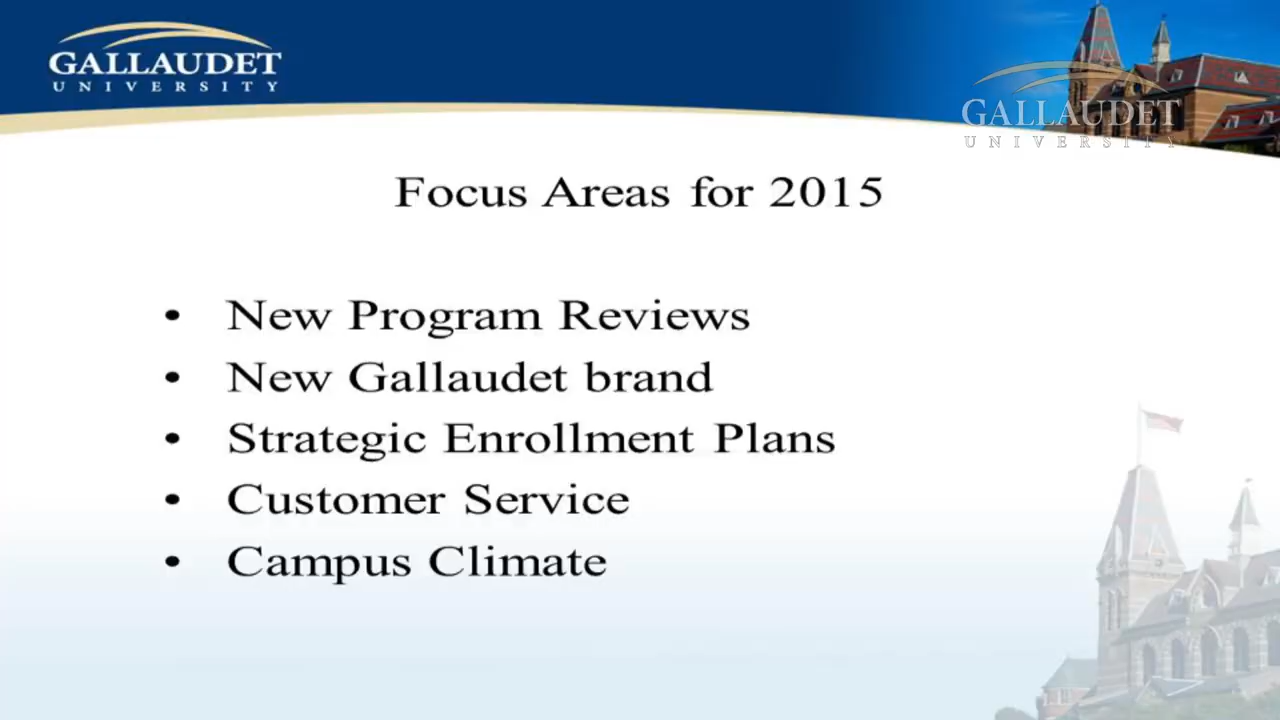 GALLAUDET
UNIVERSITY
GALLAUDET
UNIVERSITY
Focus Areas for 2015
• New Program Reviews
• New Gallaudet brand
• Strategic Enrollment Plans
• Customer Service
• Campus Climate